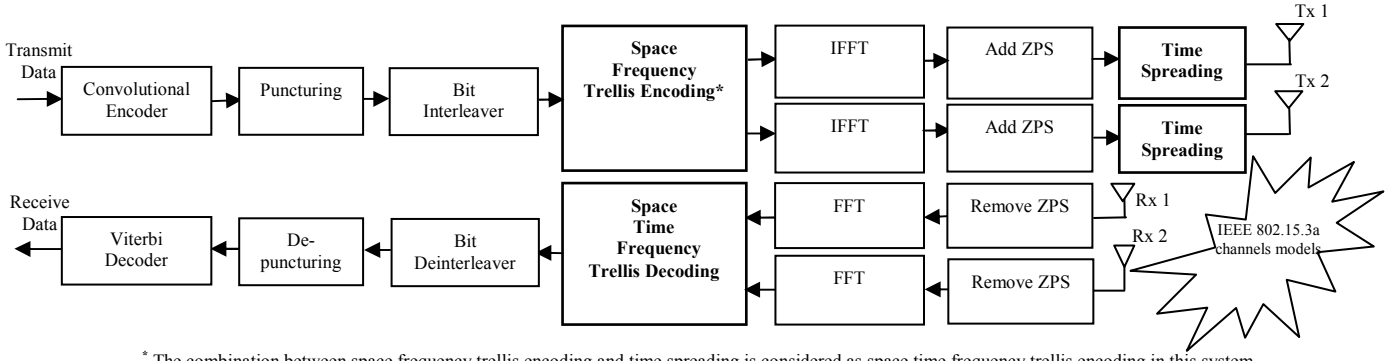 Transmit
Data
Convolutional
Encoder
Puncturing
Bit
Interleaver
Space
Frequency
Trellis Encoding*
IFFT
Add ZPS
Time
Spreading
Tx 1
IFFT
Add ZPS
Time
Spreading
Tx 2
Receive
Data
Viterbi
Decoder
De-
puncturing
Bit
Deinterleaver
Space
Time
Frequency
Trellis Decoding
FFT
Remove ZPS
Rx 1
FFT
Remove ZPS
Rx 2
IEEE 802.15.3a
channels models
* The combination between space frequency trellis encoding and time spreading is considered as space time frequency trellis encoding in this system